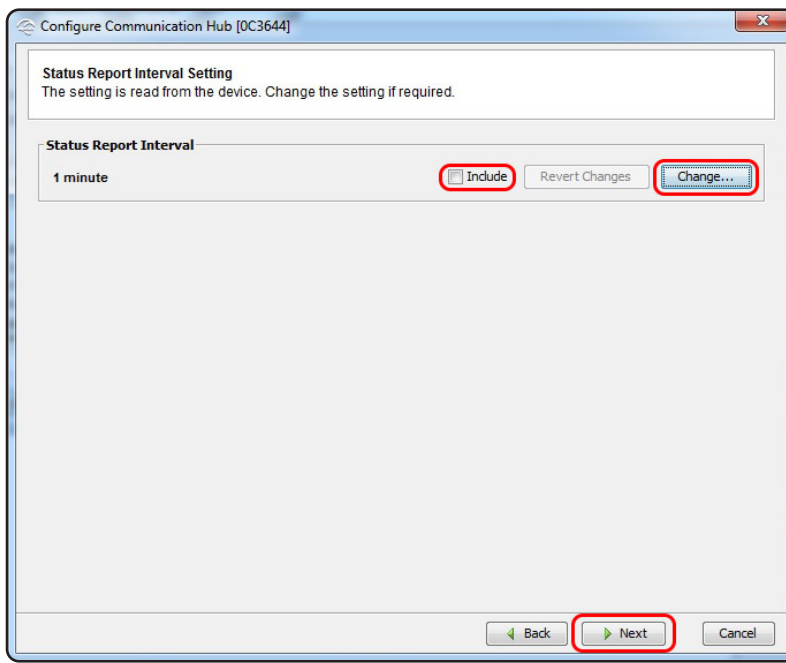 Configure Communication Hub [0C3644]
Status Report Interval Setting
The setting is read from the device. Change the setting if required.
Status Report Interval
1 minute Include Revert Changes Change...
Back Next Cancel